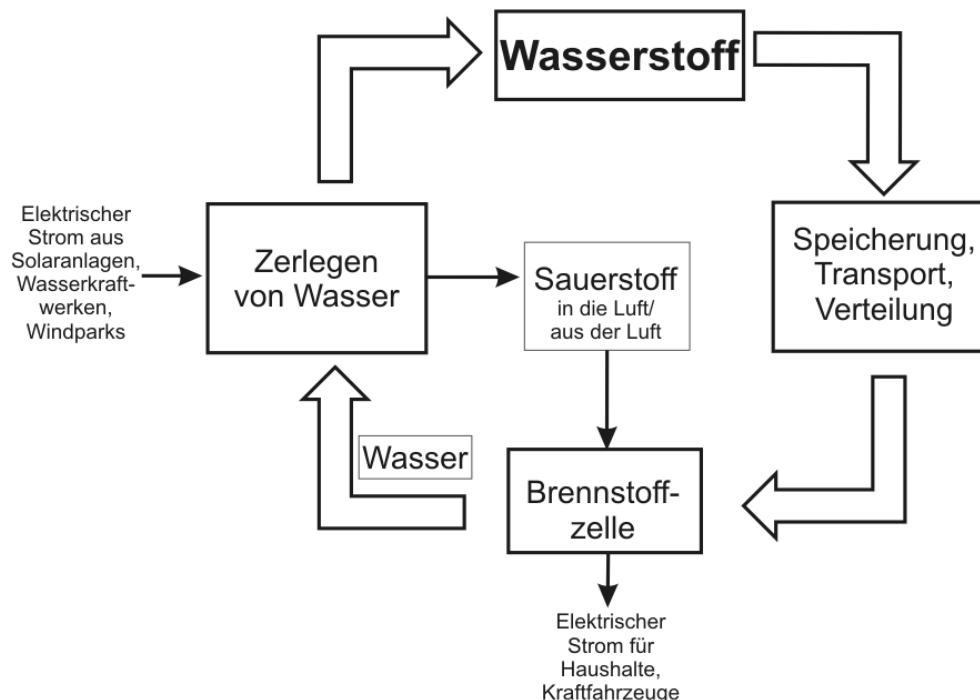 Wasserstoff
Elektrischer
Strom aus
Solaranlagen,
Wasserkraft-
werken,
Windparks
Zerlegen
von Wasser
Sauerstoff
in die Luft/
aus der Luft
Speicherung,
Transport,
Verteilung
Wasser
Brennstoff-
zelle
Elektrischer
Strom für
Haushalte,
Kraftfahrzeuge